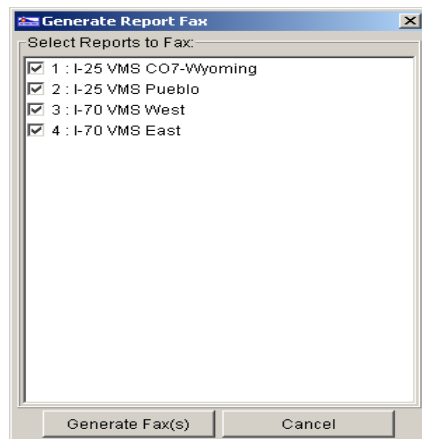 Generate Report Fax
Select Reports to Fax:
1 : I-25 VMS CO7-Wyoming
2 : I-25 VMS Pueblo
3 : I-70 VMS West
4 : I-70 VMS East
Generate Fax(s) Cancel